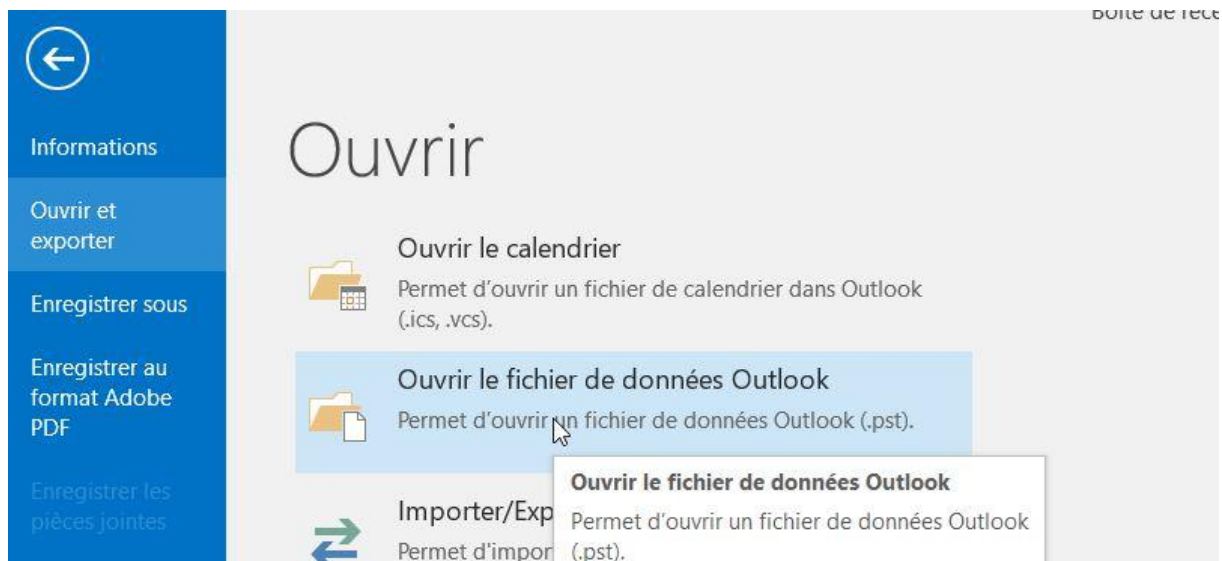 Boîte de réce
Informations
Ouvrir et
exporter
Enregistrer sous
Enregistrer au
format Adobe
PDF
Enregistrer les
pièces jointes
Ouvrir
Ouvrir le calendrier
Permet d'ouvrir un fichier de calendrier dans Outlook
(.ics, .vcs).
Ouvrir le fichier de données Outlook
Permet d'ouvrir un fichier de données Outlook (.pst).
Importer/Exp
Permet d'impor
Ouvrir le fichier de données Outlook
Permet d'ouvrir un fichier de données Outlook
(.pst).